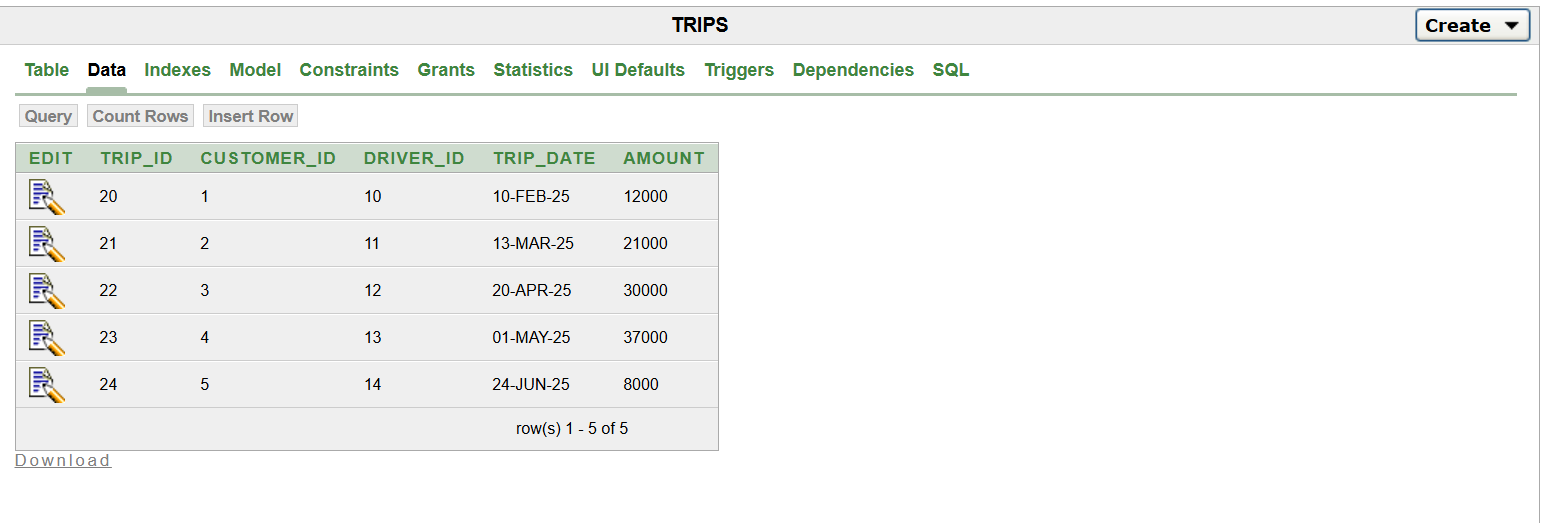 TRIPS
Create
Table Data Indexes Model Constraints Grants Statistics UI Defaults Triggers Dependencies SQL
Query Count Rows Insert Row
EDIT TRIP_ID CUSTOMER_ID DRIVER_ID TRIP_DATE AMOUNT
20 1 10 10-FEB-25 12000
21 2 11 13-MAR-25 21000
22 3 12 20-APR-25 30000
23 4 13 01-MAY-25 37000
24 5 14 24-JUN-25 8000
row(s) 1 - 5 of 5
Download